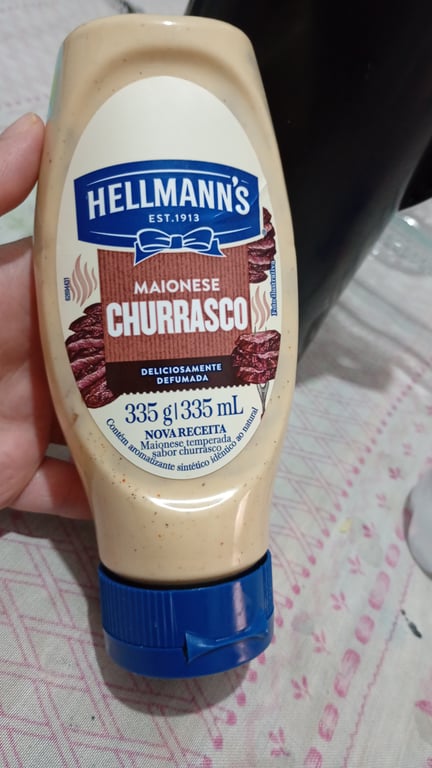 HELLMANN'S
EST.1913
MAIONESE
CHURRASCO
DELICIOSAMENTE
DEFUMADA
335 g|335 mL
NOVA RECEITA
Maionese temperada
sabor churrasco
Contém aromatizante sintético idêntico ao natural